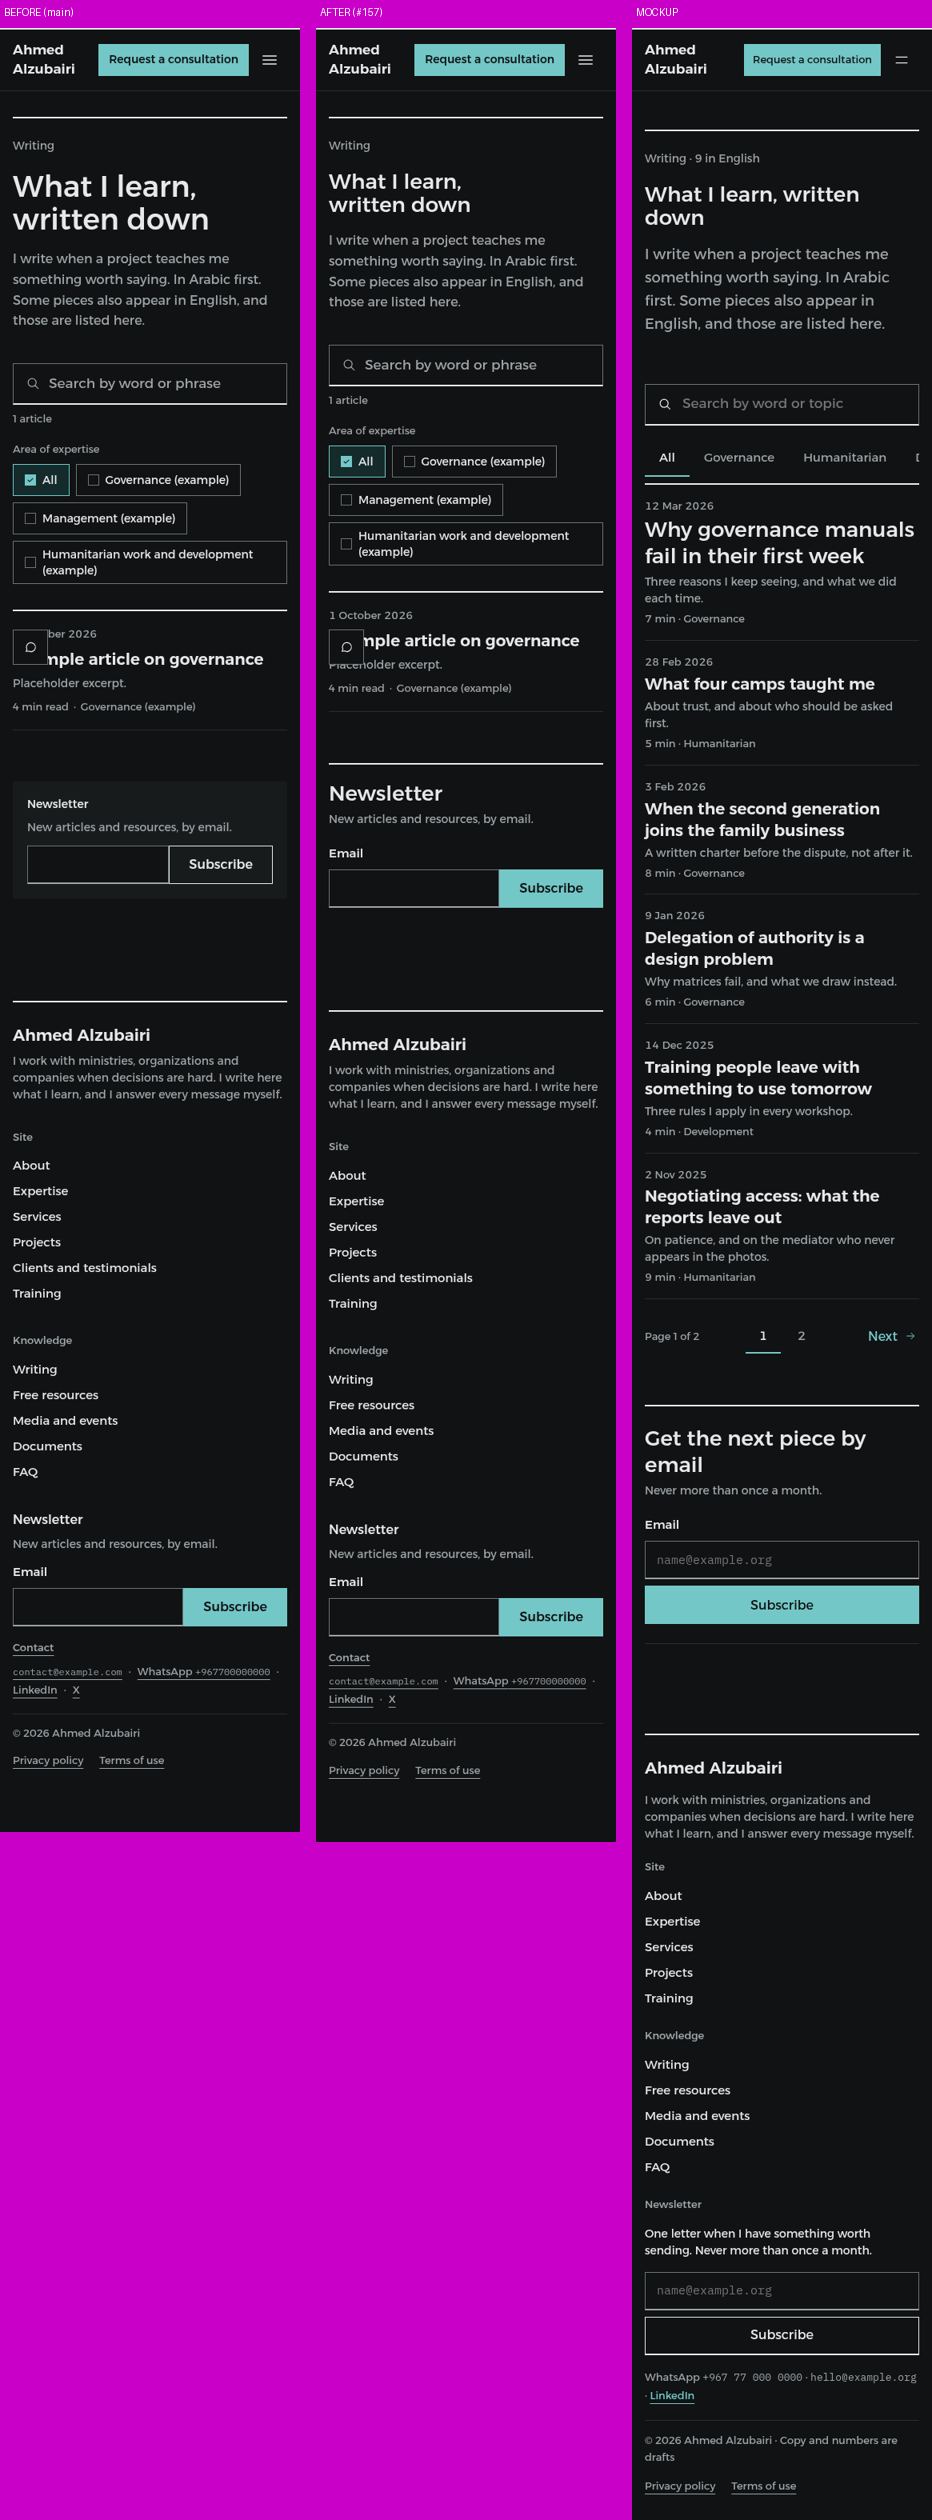 BEFORE (main)
Ahmed
Alzubairi
Request a consultation
Writing
What I learn,
written down
I write when a project teaches me
something worth saying. In Arabic first.
Some pieces also appear in English, and
those are listed here.
Search by word or phrase
1 article
Area of expertise
All
Governance (example)
Management (example)
Humanitarian work and development
(example)
ber 2026
mple article on governance
Placeholder excerpt.
4 min read · Governance (example)
Newsletter
New articles and resources, by email.
Subscribe
Ahmed Alzubairi
I work with ministries, organizations and
companies when decisions are hard. I write here
what I learn, and I answer every message myself.
Site
About
Expertise
Services
Projects
Clients and testimonials
Training
Knowledge
Writing
Free resources
Media and events
Documents
FAQ
Newsletter
New articles and resources, by email.
Email
Subscribe
Contact
contact@example.com · WhatsApp +967700000000 ·
LinkedIn · X
© 2026 Ahmed Alzubairi
Privacy policy Terms of use
AFTER (#157)
Ahmed
Alzubairi
Request a consultation
Writing
What I learn,
written down
I write when a project teaches me
something worth saying. In Arabic first.
Some pieces also appear in English, and
those are listed here.
Search by word or phrase
1 article
Area of expertise
All
Governance (example)
Management (example)
Humanitarian work and development
(example)
1 October 2026
mple article on governance
Placeholder excerpt.
4 min read · Governance (example)
Newsletter
New articles and resources, by email.
Email
Subscribe
Ahmed Alzubairi
I work with ministries, organizations and
companies when decisions are hard. I write here
what I learn, and I answer every message myself.
Site
About
Expertise
Services
Projects
Clients and testimonials
Training
Knowledge
Writing
Free resources
Media and events
Documents
FAQ
Newsletter
New articles and resources, by email.
Email
Subscribe
Contact
contact@example.com · WhatsApp +967700000000 ·
LinkedIn · X
© 2026 Ahmed Alzubairi
Privacy policy Terms of use
MOCKUP
Ahmed
Alzubairi
Request a consultation
Writing · 9 in English
What I learn, written
down
I write when a project teaches me
something worth saying. In Arabic
first. Some pieces also appear in
English, and those are listed here.
Search by word or topic
All Governance Humanitarian D
12 Mar 2026
Why governance manuals
fail in their first week
Three reasons I keep seeing, and what we did
each time.
7 min · Governance
28 Feb 2026
What four camps taught me
About trust, and about who should be asked
first.
5 min · Humanitarian
3 Feb 2026
When the second generation
joins the family business
A written charter before the dispute, not after it.
8 min · Governance
9 Jan 2026
Delegation of authority is a
design problem
Why matrices fail, and what we draw instead.
6 min · Governance
14 Dec 2025
Training people leave with
something to use tomorrow
Three rules I apply in every workshop.
4 min · Development
2 Nov 2025
Negotiating access: what the
reports leave out
On patience, and on the mediator who never
appears in the photos.
9 min · Humanitarian
Page 1 of 2 1 2 Next →
Get the next piece by
email
Never more than once a month.
Email
name@example.org
Subscribe
Ahmed Alzubairi
I work with ministries, organizations and
companies when decisions are hard. I write here
what I learn, and I answer every message myself.
Site
About
Expertise
Services
Projects
Training
Knowledge
Writing
Free resources
Media and events
Documents
FAQ
Newsletter
One letter when I have something worth
sending. Never more than once a month.
name@example.org
Subscribe
WhatsApp +967 77 000 0000 · hello@example.org
· LinkedIn
© 2026 Ahmed Alzubairi · Copy and numbers are
drafts
Privacy policy Terms of use